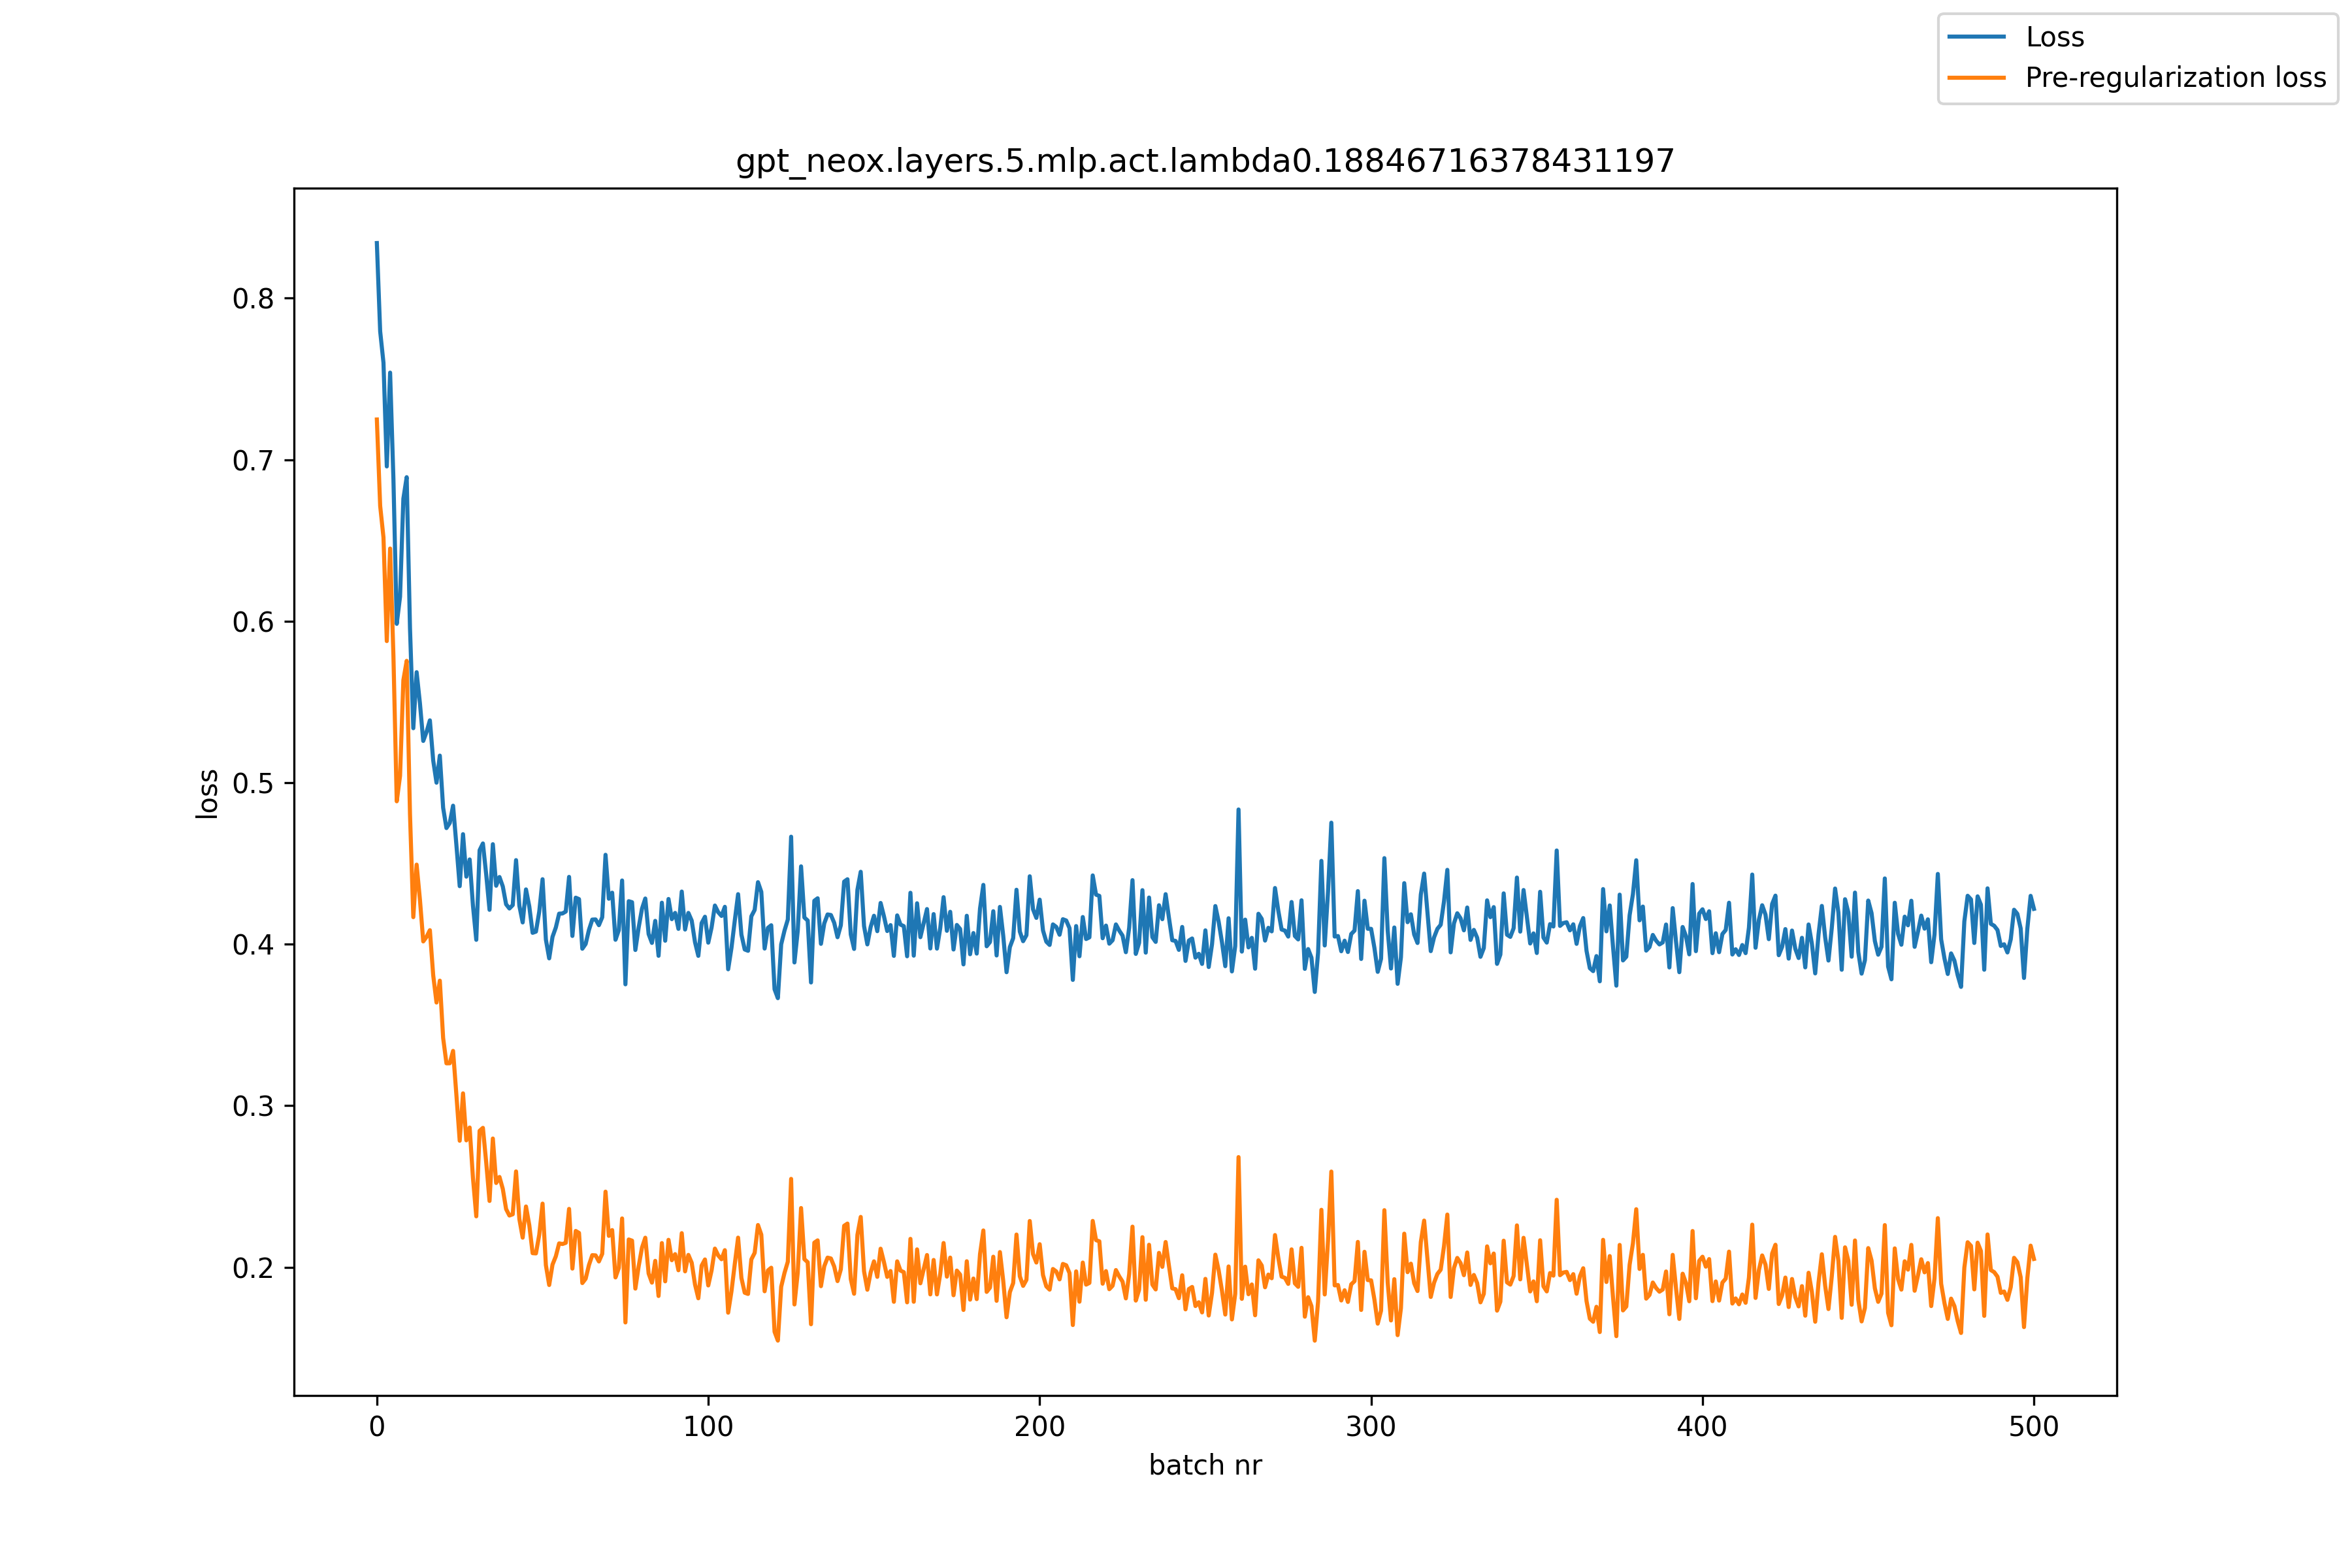 Loss
Pre-regularization loss
gpt_neox.layers.5.mlp.act.lambda0.18846716378431197
loss
0.8
0.7
0.6
0.5
0.4
0.3
0.2
0 100 200 300 400 500
batch nr